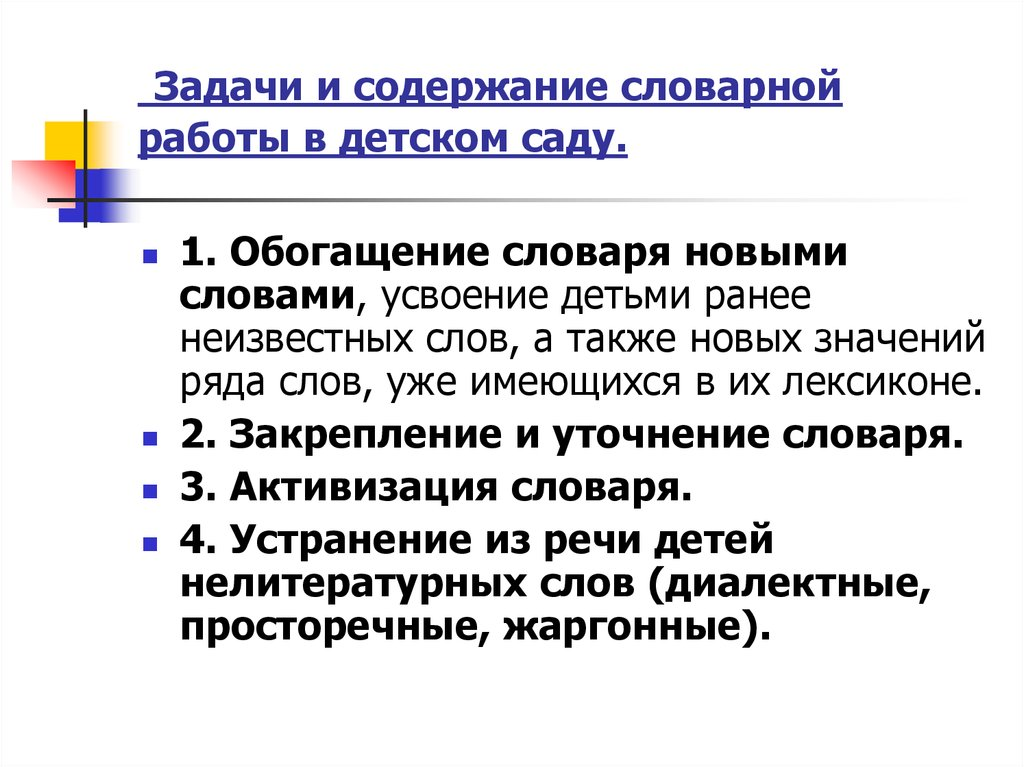 Задачи и содержание словарной
работы в детском саду.
1. Обогащение словаря новыми
словами, усвоение детьми ранее
неизвестных слов, а также новых значений
ряда слов, уже имеющихся в их лексиконе.
2. Закрепление и уточнение словаря.
3. Активизация словаря.
4. Устранение из речи детей
нелитературных слов (диалектные,
просторечные, жаргонные).